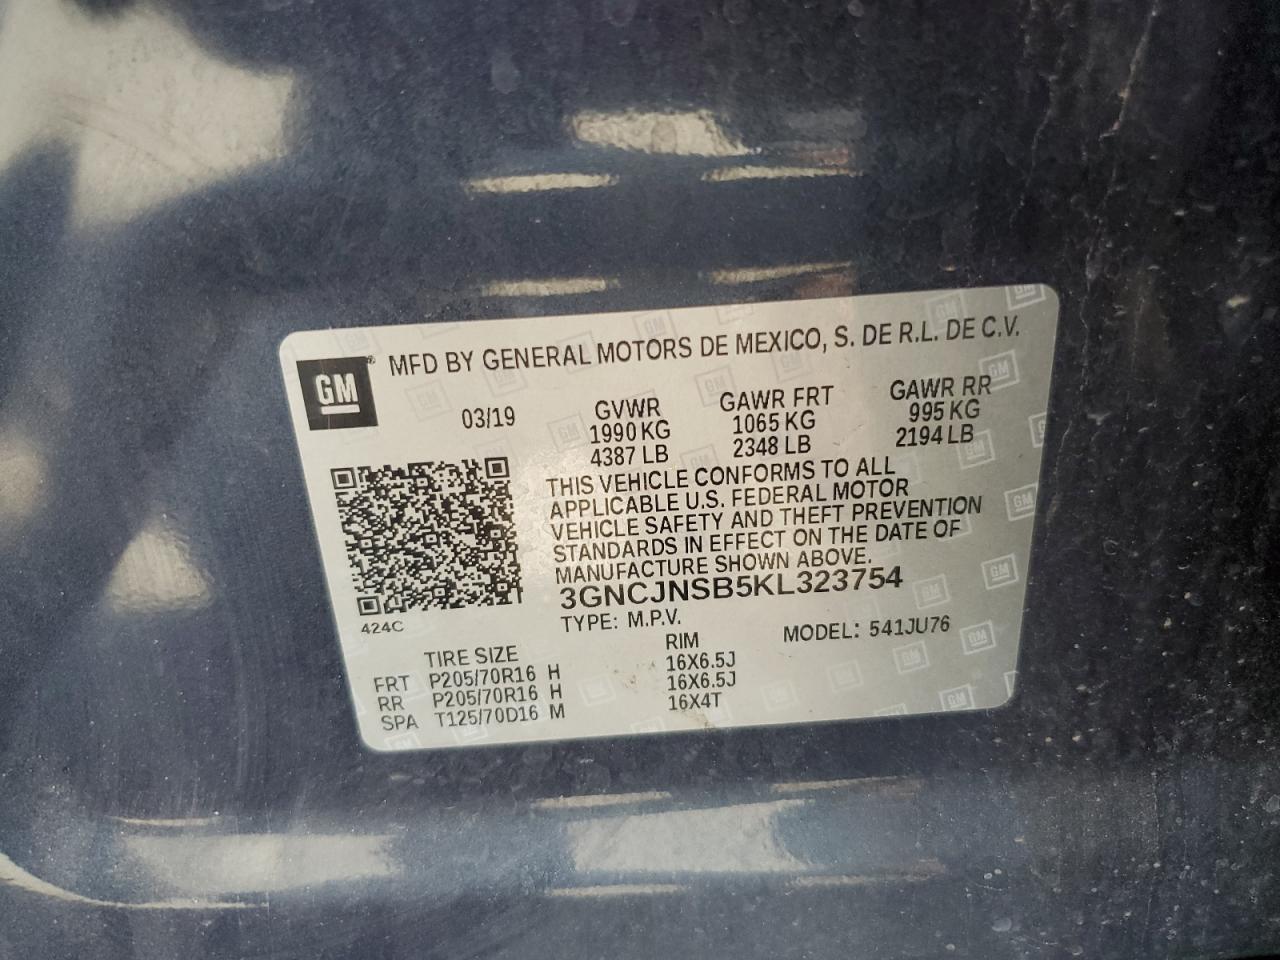 GM ® MFD BY GENERAL MOTORS DE MEXICO, S. DE R.L. DE C.V.
03/19 GVWR GAWR FRT GAWR RR
1990 KG 1065 KG 995 KG
4387 LB 2348 LB 2194 LB
THIS VEHICLE CONFORMS TO ALL
APPLICABLE U.S. FEDERAL MOTOR
VEHICLE SAFETY AND THEFT PREVENTION
STANDARDS IN EFFECT ON THE DATE OF
MANUFACTURE SHOWN ABOVE.
3GNCJNSB5KL323754
424C TYPE: M.P.V. MODEL: 541JU76
TIRE SIZE RIM
FRT P205/70R16 H 16X6.5J
RR P205/70R16 H 16X6.5J
SPA T125/70D16 M 16X4T